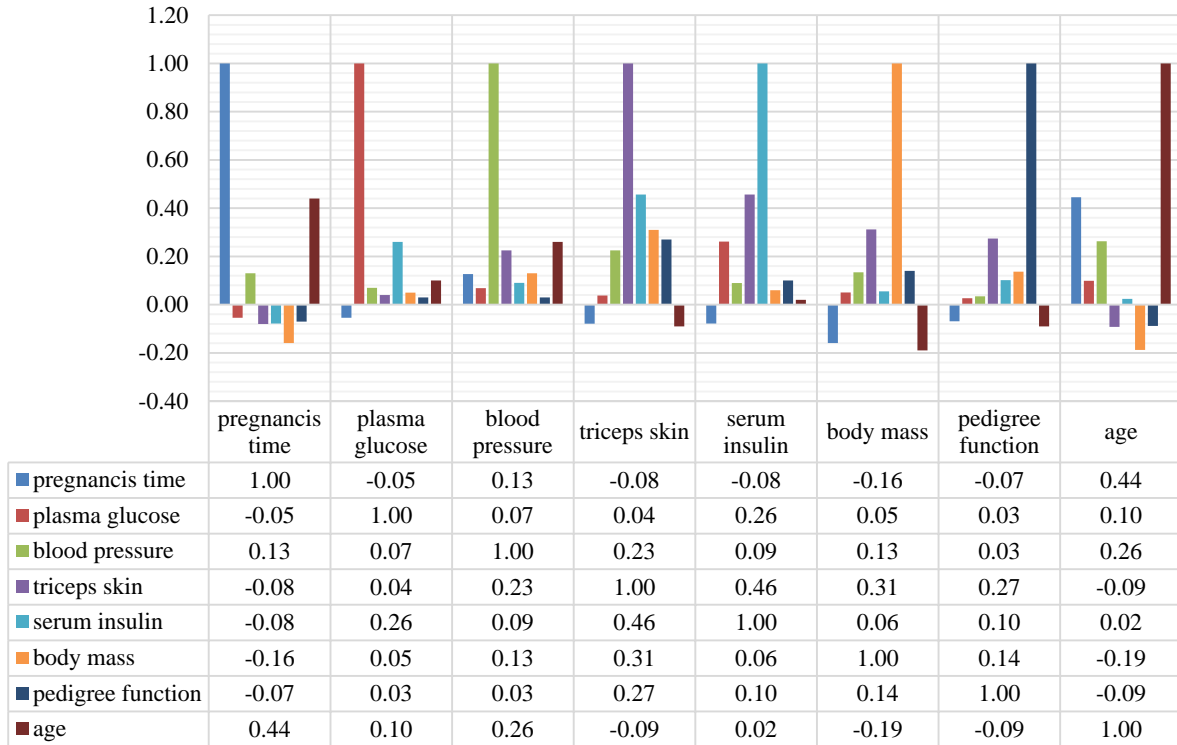 1.20
1.00
0.80
0.60
0.40
0.20
0.00
-0.20
-0.40
pregnancis time plasma glucose blood pressure triceps skin serum insulin body mass pedigree function age
pregnancis time 1.00 -0.05 0.13 -0.08 -0.08 -0.16 -0.07 0.44
plasma glucose -0.05 1.00 0.07 0.04 0.26 0.05 0.03 0.10
blood pressure 0.13 0.07 1.00 0.23 0.09 0.13 0.03 0.26
triceps skin -0.08 0.04 0.23 1.00 0.46 0.31 0.27 -0.09
serum insulin -0.08 0.26 0.09 0.46 1.00 0.06 0.10 0.02
body mass -0.16 0.05 0.13 0.31 0.06 1.00 0.14 -0.19
pedigree function -0.07 0.03 0.03 0.27 0.10 0.14 1.00 -0.09
age 0.44 0.10 0.26 -0.09 0.02 -0.19 -0.09 1.00